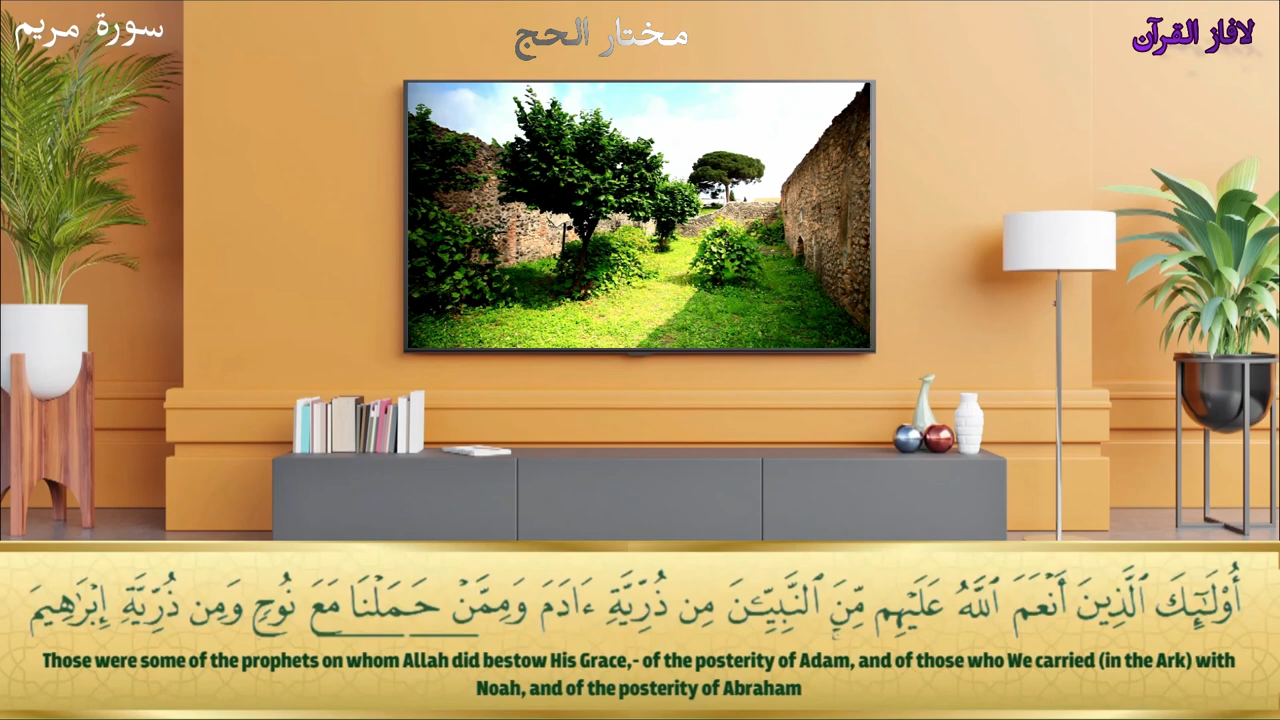 لافاز القرآن
مختار الحج
سورة مريم
أُوْلَٰٓئِكَ ٱلَّذِينَ أَنۡعَمَ ٱللَّهُ عَلَيۡهِم مِّنَ ٱلنَّبِيِّـۧنَ مِن ذُرِّيَّةِ ءَادَمَ وَمِمَّنۡ حَمَلۡنَا مَعَ نُوحٖ وَمِن ذُرِّيَّةِ إِبۡرَٰهِيمَ
Those were some of the prophets on whom Allah did bestow His Grace,- of the posterity of Adam, and of those who We carried (in the Ark) with
Noah, and of the posterity of Abraham